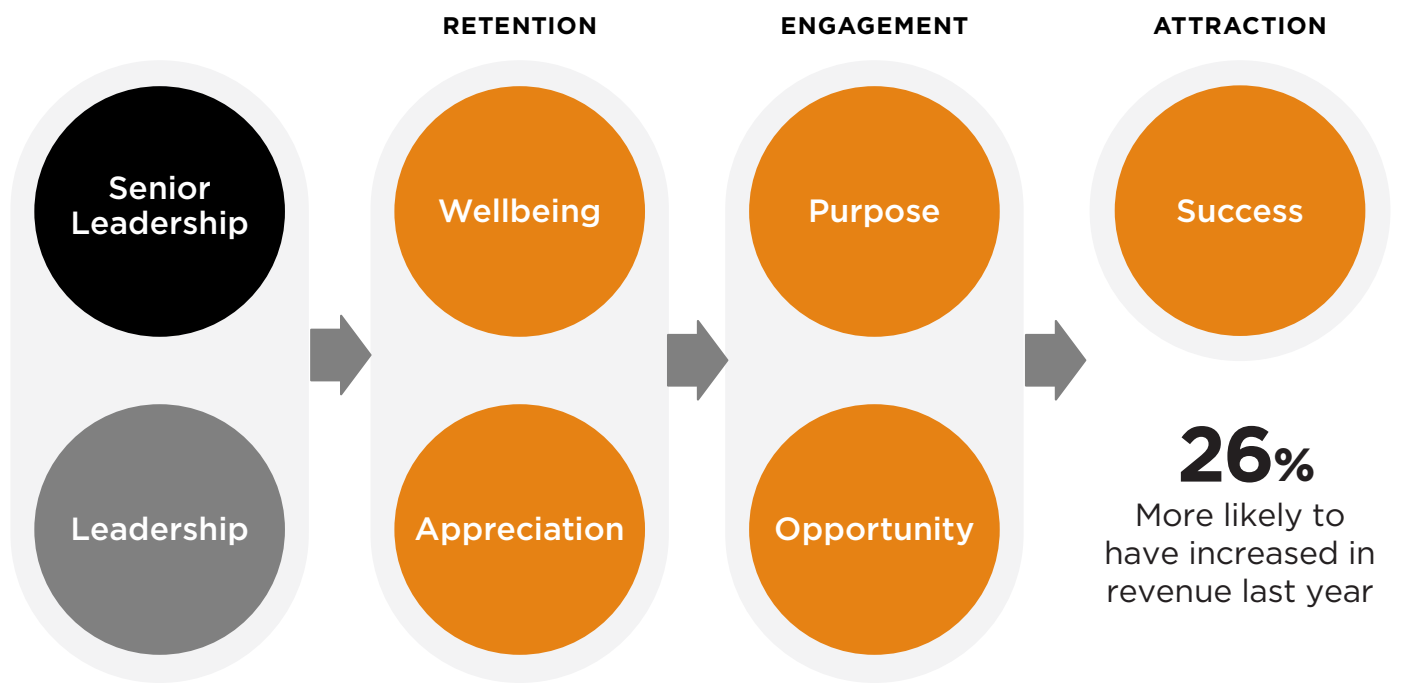 RETENTION
ENGAGEMENT
ATTRACTION
Senior
Leadership
Wellbeing
Purpose
Success
Leadership
Appreciation
Opportunity
26%
More likely to
have increased in
revenue last year